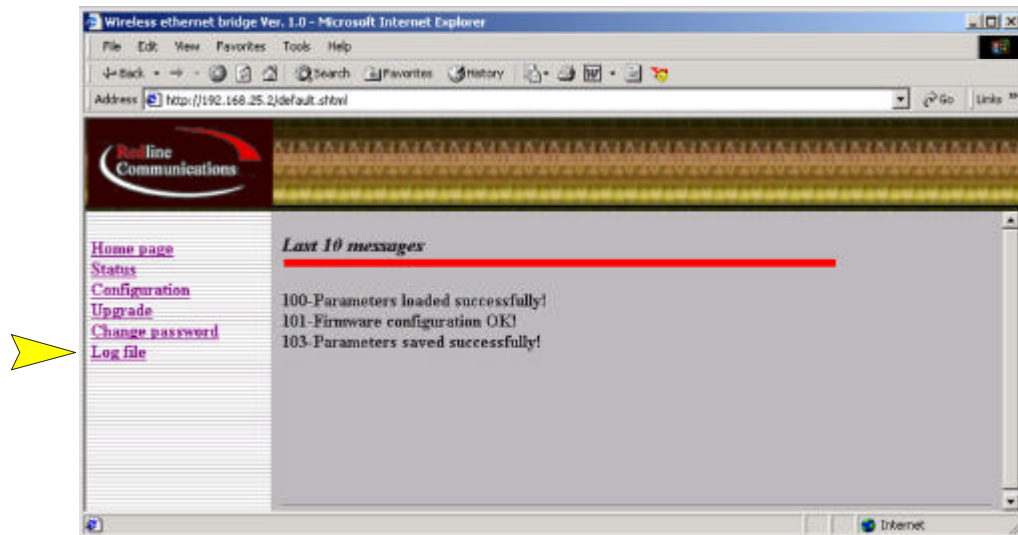 Wireless ethernet bridge Ver. 1.0 - Microsoft Internet Explorer
File Edit View Favorites Tools Help
Back Search Favorites History
Address http://192.168.25.2/default.shtml Go Links »
Redline
Communications
Home page
Status
Configuration
Upgrade
Change password
Log file
Last 10 messages
100-Parameters loaded successfully!
101-Firmware configuration OK!
103-Parameters saved successfully!
Internet